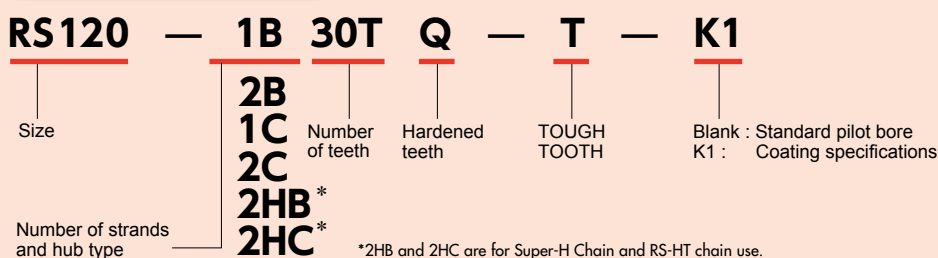 RS120 — 1B 30T Q — T — K1
2B
1C
2C
2HB*
2HC*
Size
Number of teeth
Hardened teeth
TOUGH TOOTH
Blank : Standard pilot bore
K1 : Coating specifications
Number of strands
and hub type
*2HB and 2HC are for Super-H Chain and RS-HT chain use.